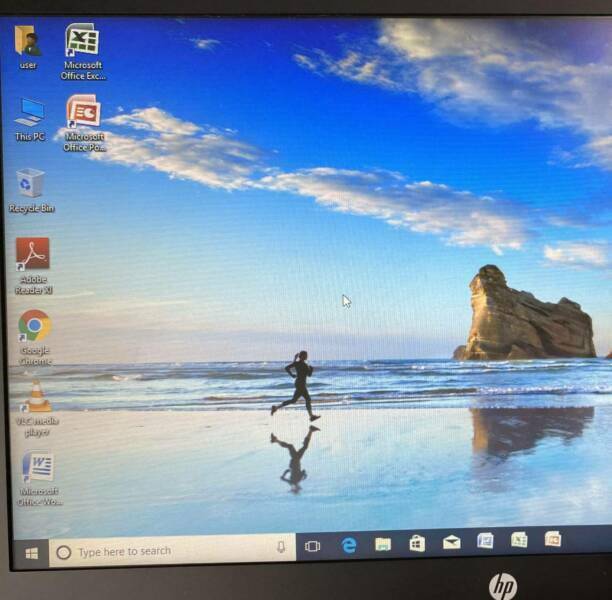 user
Microsoft
Office Exc...
This PC
Microsoft
Office Po...
Recycle Bin
Adobe
Reader XI
Google
Chrome
VLC media
player
Microsoft
Office Wo...
Type here to search
hp